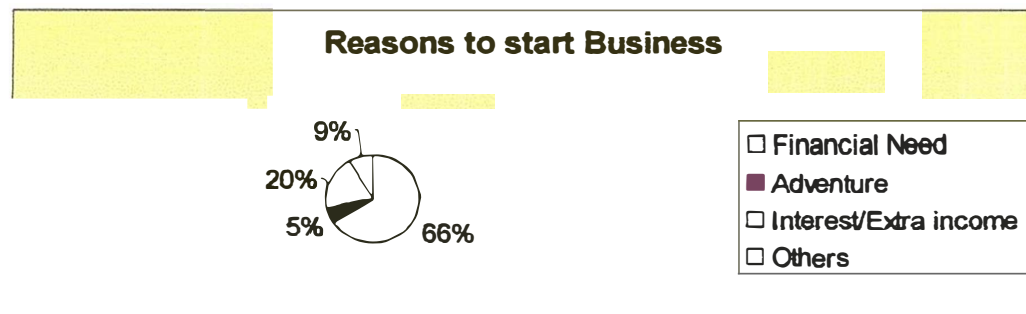 Reasons to start Business
9%
20%
5%
66%
Financial Need
Adventure
Interest/Extra income
Others